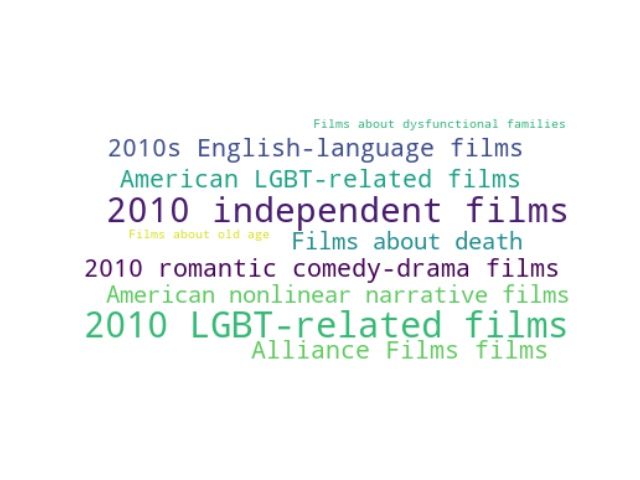 Films about dysfunctional families
2010s English-language films
American LGBT-related films
2010 independent films
Films about old age
Films about death
2010 romantic comedy-drama films
American nonlinear narrative films
2010 LGBT-related films
Alliance Films films